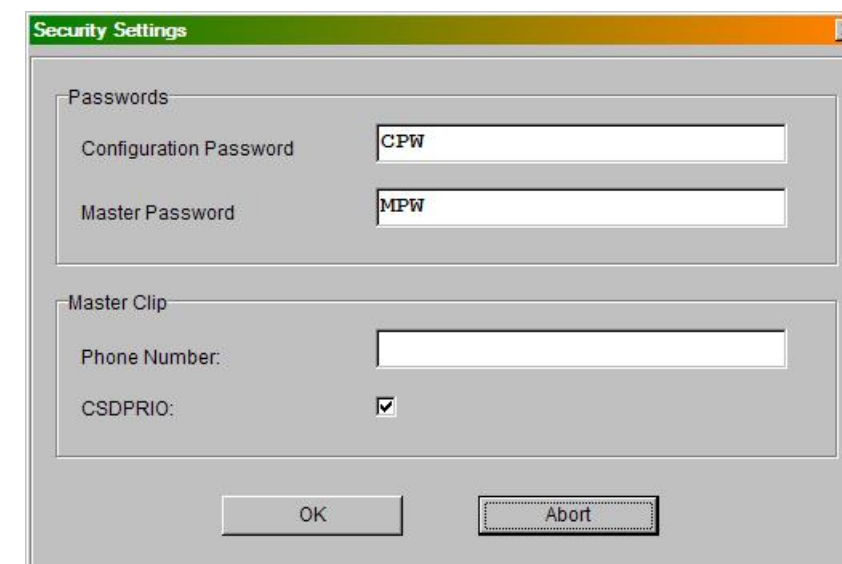 Security Settings
Passwords
Configuration Password CPW
Master Password MPW
Master Clip
Phone Number:
CSDPRIO:
OK Abort